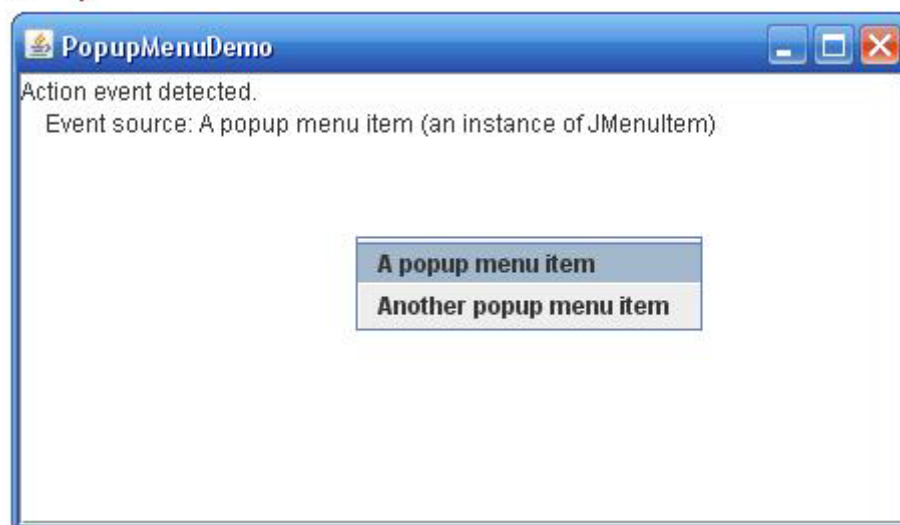 PopupMenuDemo
Action event detected.
Event source: A popup menu item (an instance of JMenuItem)
A popup menu item
Another popup menu item